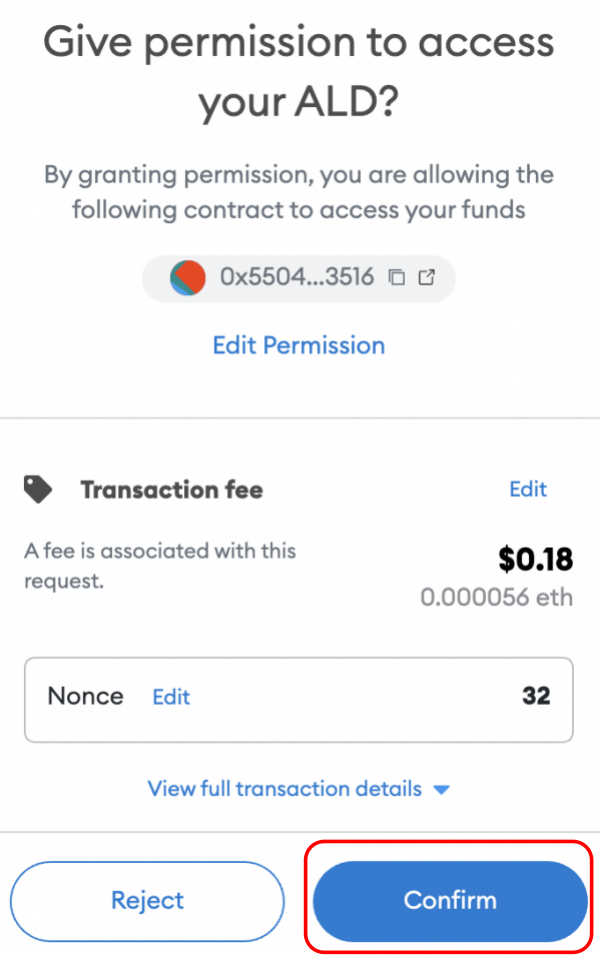 Give permission to access
your ALD?
By granting permission, you are allowing the
following contract to access your funds
0x5504...3516
Edit Permission
Transaction fee
Edit
A fee is associated with this
request.
$0.18
0.000056 eth
Nonce
Edit
32
View full transaction details
Reject
Confirm